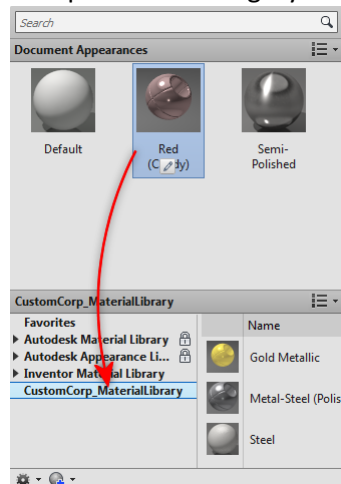 Search
Document Appearances
Default
Red
(C dy)
Semi-
Polished
CustomCorp_MaterialLibrary
Favorites
Autodesk Material Library
Autodesk Appearance Li...
Inventor Material Library
CustomCorp_MaterialLibrary
Name
Gold Metallic
Metal-Steel (Polis
Steel